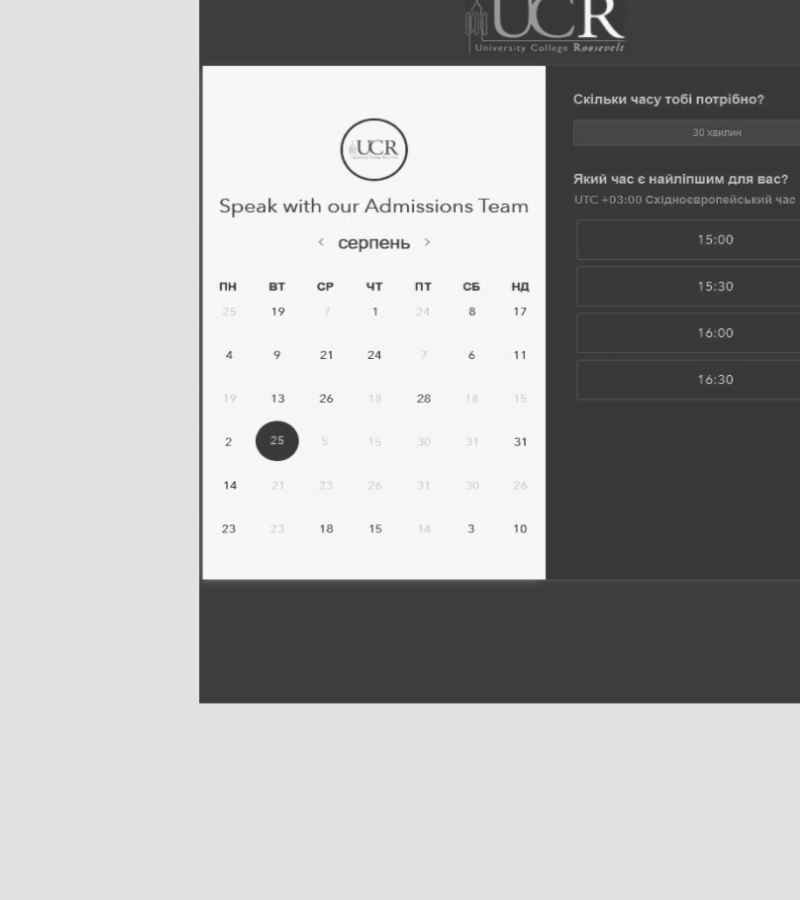 UCR
University College Roosevelt
UCR
Speak with our Admissions Team
‹ серпень ›
ПН ВТ СР ЧТ ПТ СБ НД
25 19 7 1 24 8 17
4 9 21 24 7 6 11
19 13 26 18 28 18 15
2 25 5 15 30 31 31
14 21 23 26 31 30 26
23 23 18 15 14 3 10
Скільки часу тобі потрібно?
30 хвилин
Який час є найліпшим для вас?
UTC +03:00 Східноєвропейський час
15:00
15:30
16:00
16:30